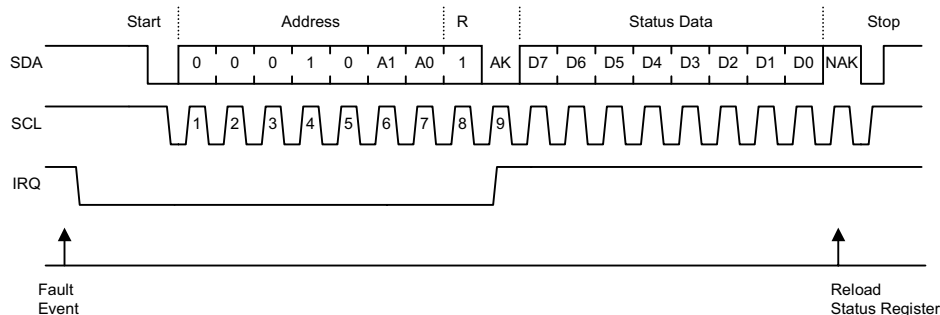 Start Address R Status Data Stop
SDA 0 0 0 1 0 A1 A0 1 AK D7 D6 D5 D4 D3 D2 D1 D0 NAK
SCL 1 2 3 4 5 6 7 8 9
IRQ
Fault
Event
Reload
Status Register